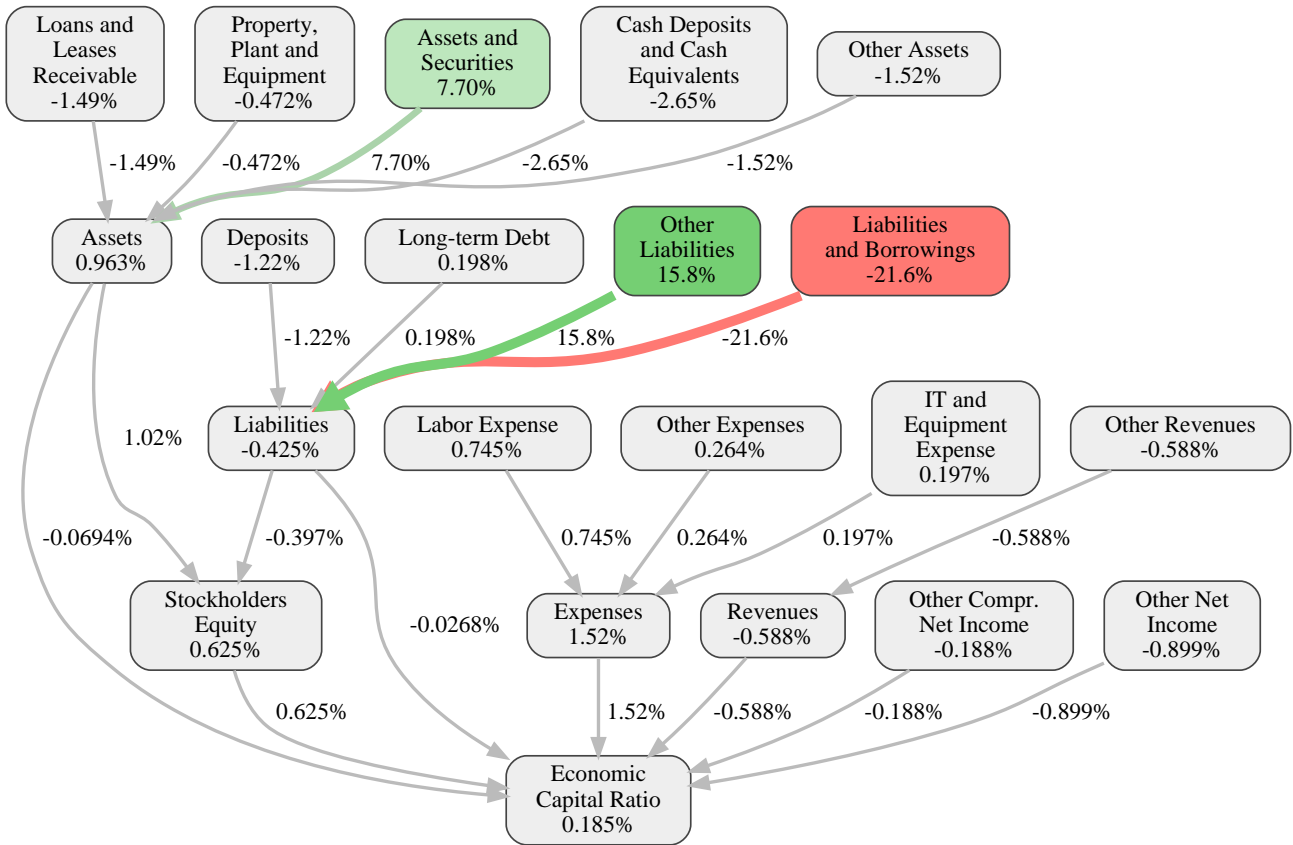 Loans and
Leases
Receivable
-1.49%
Property,
Plant and
Equipment
-0.472%
Assets and
Securities
7.70%
Cash Deposits
and Cash
Equivalents
-2.65%
Other Assets
-1.52%
-1.49%
-0.472%
7.70%
-2.65%
-1.52%
Assets
0.963%
Deposits
-1.22%
Long-term Debt
0.198%
Other
Liabilities
15.8%
Liabilities
and Borrowings
-21.6%
-1.22%
0.198%
15.8%
-21.6%
1.02%
Liabilities
-0.425%
Labor Expense
0.745%
Other Expenses
0.264%
IT and
Equipment
Expense
0.197%
Other Revenues
-0.588%
-0.0694%
-0.397%
0.745%
0.264%
0.197%
-0.588%
Stockholders
Equity
0.625%
-0.0268%
Expenses
1.52%
Revenues
-0.588%
Other Compr.
Net Income
-0.188%
Other Net
Income
-0.899%
0.625%
1.52%
-0.588%
-0.188%
-0.899%
Economic
Capital Ratio
0.185%